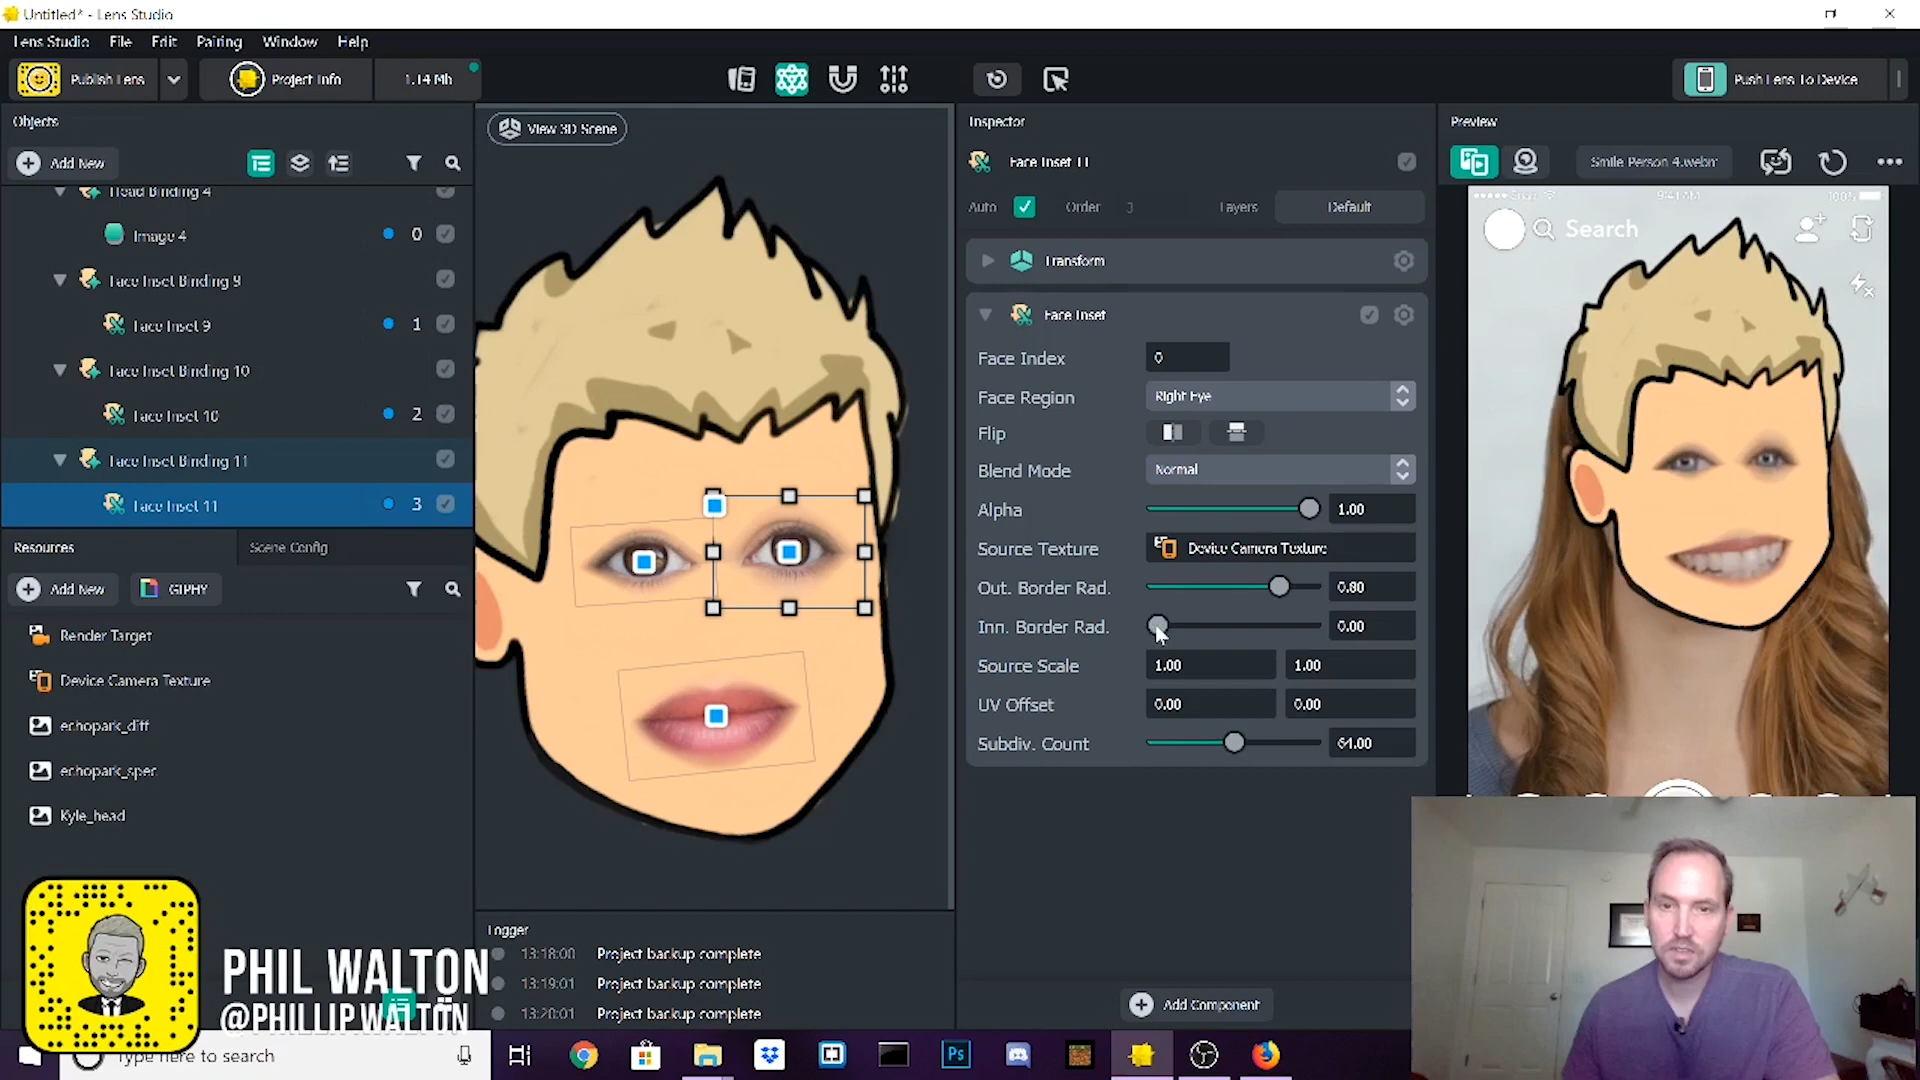 Untitled* - Lens Studio
Lens Studio File Edit Pairing Window Help
Publish Lens Project Info 1.14 Mb Push Lens To Device
Objects
Add New
Head Binding 4
Image 4 0
Face Inset Binding 9
Face Inset 9 1
Face Inset Binding 10
Face Inset 10 2
Face Inset Binding 11
Face Inset 11 3
Resources Scene Config
Add New GIPHY
Render Target
Device Camera Texture
echopark_diff
echopark_spec
Kyle_head
View 3D Scene
Logger
13:18:00 Project backup complete
13:19:01 Project backup complete
13:20:01 Project backup complete
Inspector
Face Inset 11
Auto Order 3 Layers Default
Transform
Face Inset
Face Index 0
Face Region Right Eye
Flip
Blend Mode Normal
Alpha 1.00
Source Texture Device Camera Texture
Out. Border Rad. 0.80
Inn. Border Rad. 0.00
Source Scale 1.00 1.00
UV Offset 0.00 0.00
Subdiv. Count 64.00
Add Component
Preview
Smile Person 4.webm
9:41 AM 100%
Search
PHIL WALTON
@PHILLIP.WALTON
Type here to search
Ps